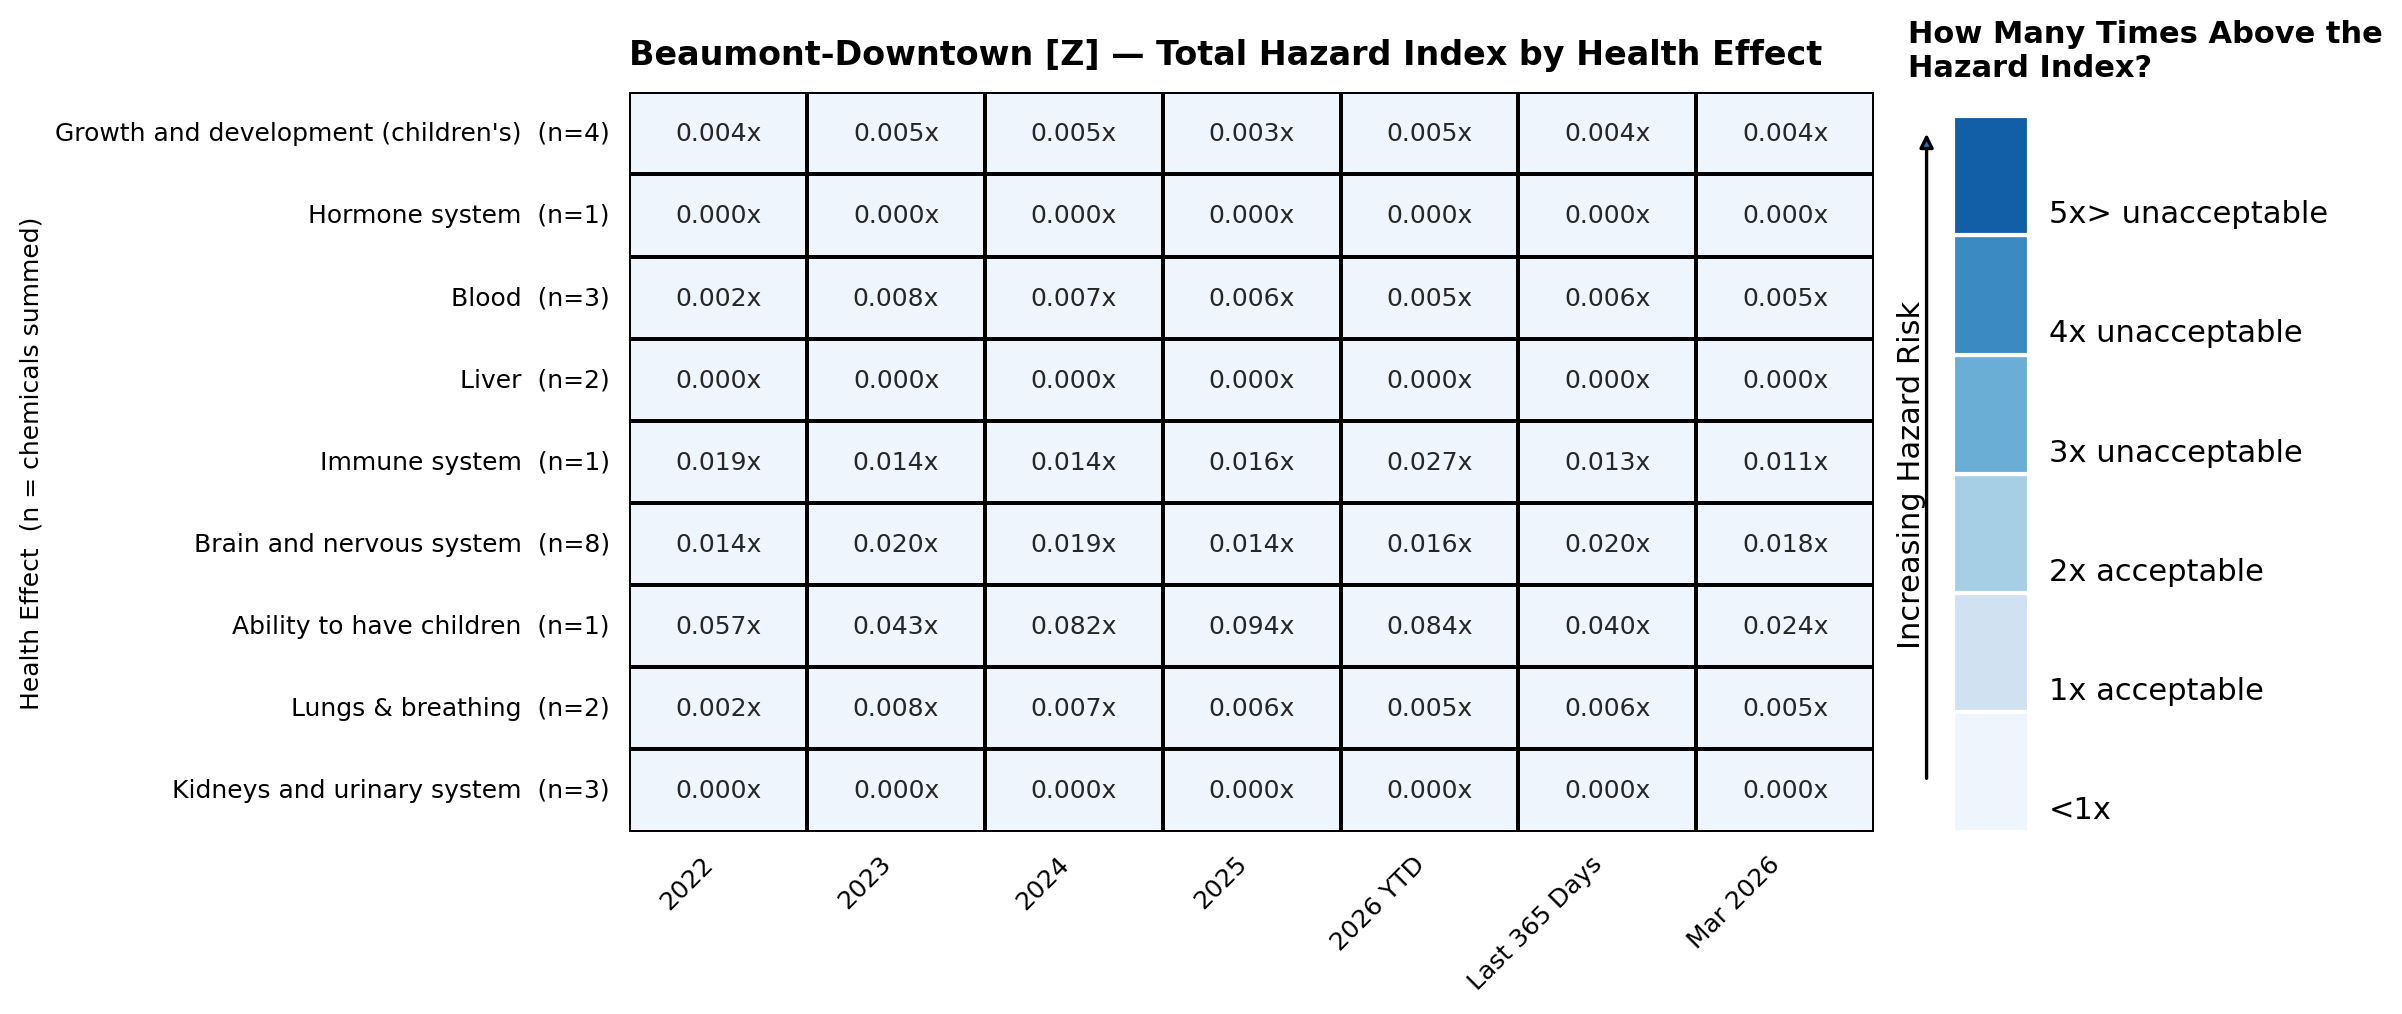 Beaumont-Downtown [Z] — Total Hazard Index by Health Effect
How Many Times Above the
Hazard Index?
Health Effect (n = chemicals summed)
Growth and development (children's) (n=4) 0.004x 0.005x 0.005x 0.003x 0.005x 0.004x 0.004x
Hormone system (n=1) 0.000x 0.000x 0.000x 0.000x 0.000x 0.000x 0.000x
Blood (n=3) 0.002x 0.008x 0.007x 0.006x 0.005x 0.006x 0.005x
Liver (n=2) 0.000x 0.000x 0.000x 0.000x 0.000x 0.000x 0.000x
Immune system (n=1) 0.019x 0.014x 0.014x 0.016x 0.027x 0.013x 0.011x
Brain and nervous system (n=8) 0.014x 0.020x 0.019x 0.014x 0.016x 0.020x 0.018x
Ability to have children (n=1) 0.057x 0.043x 0.082x 0.094x 0.084x 0.040x 0.024x
Lungs & breathing (n=2) 0.002x 0.008x 0.007x 0.006x 0.005x 0.006x 0.005x
Kidneys and urinary system (n=3) 0.000x 0.000x 0.000x 0.000x 0.000x 0.000x 0.000x
2022 2023 2024 2025 2026 YTD Last 365 Days Mar 2026
Increasing Hazard Risk
5x> unacceptable
4x unacceptable
3x unacceptable
2x acceptable
1x acceptable
<1x